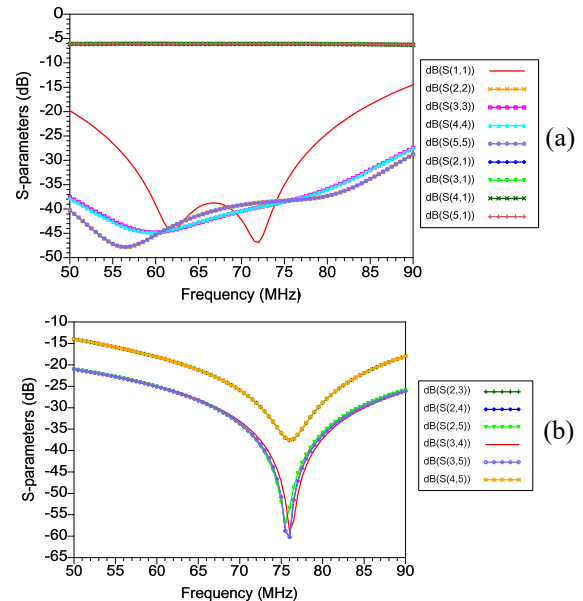 0
-5
-10
-15
-20
-25
-30
-35
-40
-45
-50
S-parameters (dB)
50 55 60 65 70 75 80 85 90
Frequency (MHz)
dB(S(1,1))
dB(S(2,2))
dB(S(3,3))
dB(S(4,4))
dB(S(5,5))
dB(S(2,1))
dB(S(3,1))
dB(S(4,1))
dB(S(5,1))
(a)
-10
-15
-20
-25
-30
-35
-40
-45
-50
-55
-60
-65
S-parameters (dB)
50 55 60 65 70 75 80 85 90
Frequency (MHz)
dB(S(2,3))
dB(S(2,4))
dB(S(2,5))
dB(S(3,4))
dB(S(3,5))
dB(S(4,5))
(b)